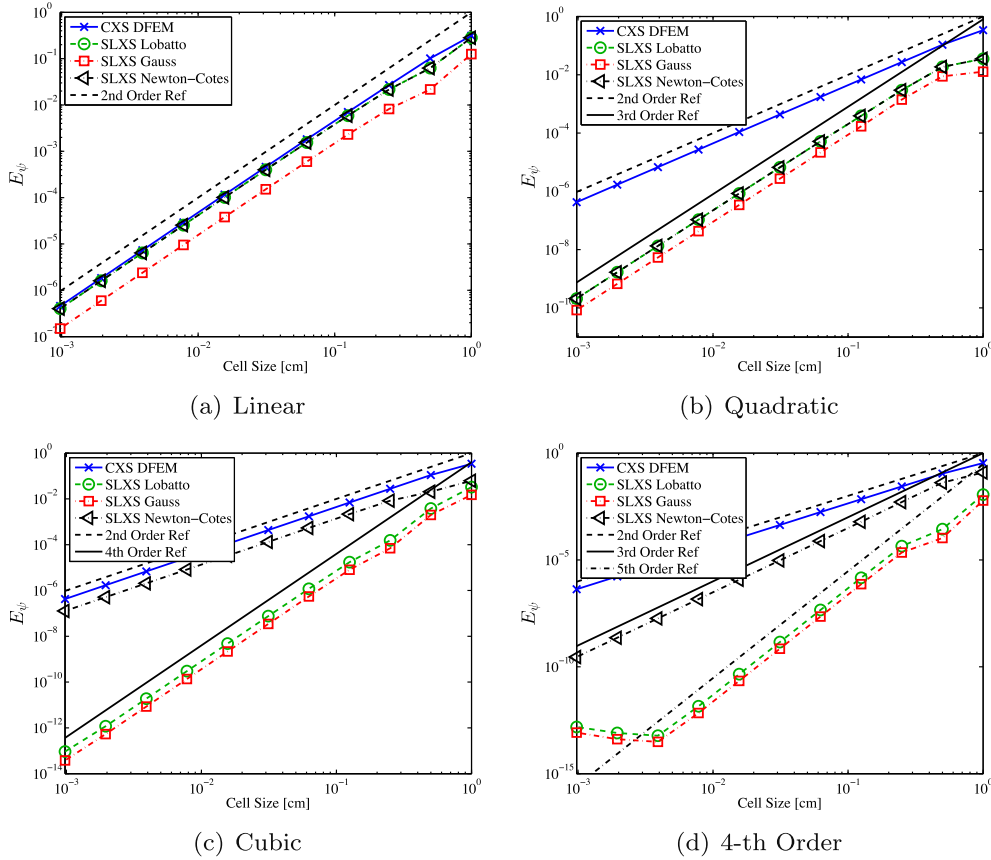 CXS DFEM
SLXS Lobatto
SLXS Gauss
SLXS Newton−Cotes
2nd Order Ref
10^0
10^-1
10^-2
10^-3
10^-4
10^-5
10^-6
E_ψ
10^-3
10^-2
10^-1
10^0
Cell Size [cm]
(a) Linear
CXS DFEM
SLXS Lobatto
SLXS Gauss
SLXS Newton−Cotes
2nd Order Ref
3rd Order Ref
10^0
10^-2
10^-4
10^-6
10^-8
E_ψ
10^-3
10^-2
10^-1
10^0
Cell Size [cm]
(b) Quadratic
CXS DFEM
SLXS Lobatto
SLXS Gauss
SLXS Newton−Cotes
2nd Order Ref
4th Order Ref
10^0
10^-2
10^-4
10^-6
10^-8
10^-10
10^-12
10^-14
E_ψ
10^-3
10^-2
10^-1
10^0
Cell Size [cm]
(c) Cubic
CXS DFEM
SLXS Lobatto
SLXS Gauss
SLXS Newton−Cotes
2nd Order Ref
3rd Order Ref
5th Order Ref
10^0
10^-5
10^-15
E_ψ
10^-3
10^-2
10^-1
10^0
Cell Size [cm]
(d) 4-th Order